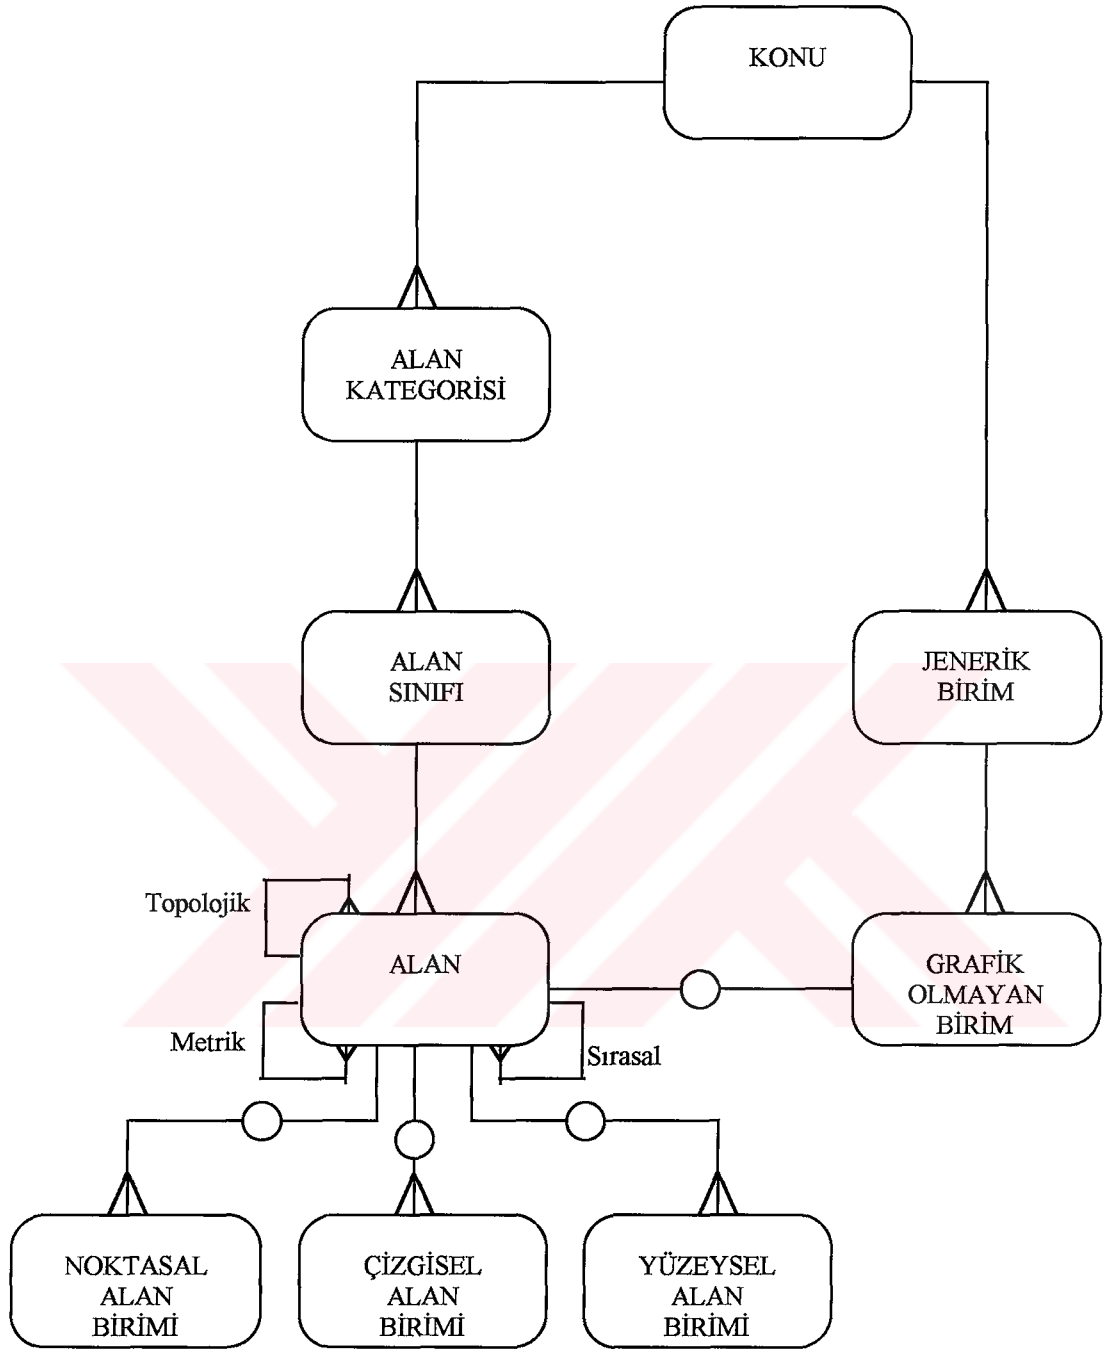 KONU
ALAN
KATEGORİSİ
ALAN
SINIFI
JENERİK
BİRİM
Topolojik
ALAN
GRAFİK
OLMAYAN
BİRİM
Metrik
Sırasal
NOKTASAL
ALAN
BİRİMİ
ÇİZGİSEL
ALAN
BİRİMİ
YÜZEYSEL
ALAN
BİRİMİ